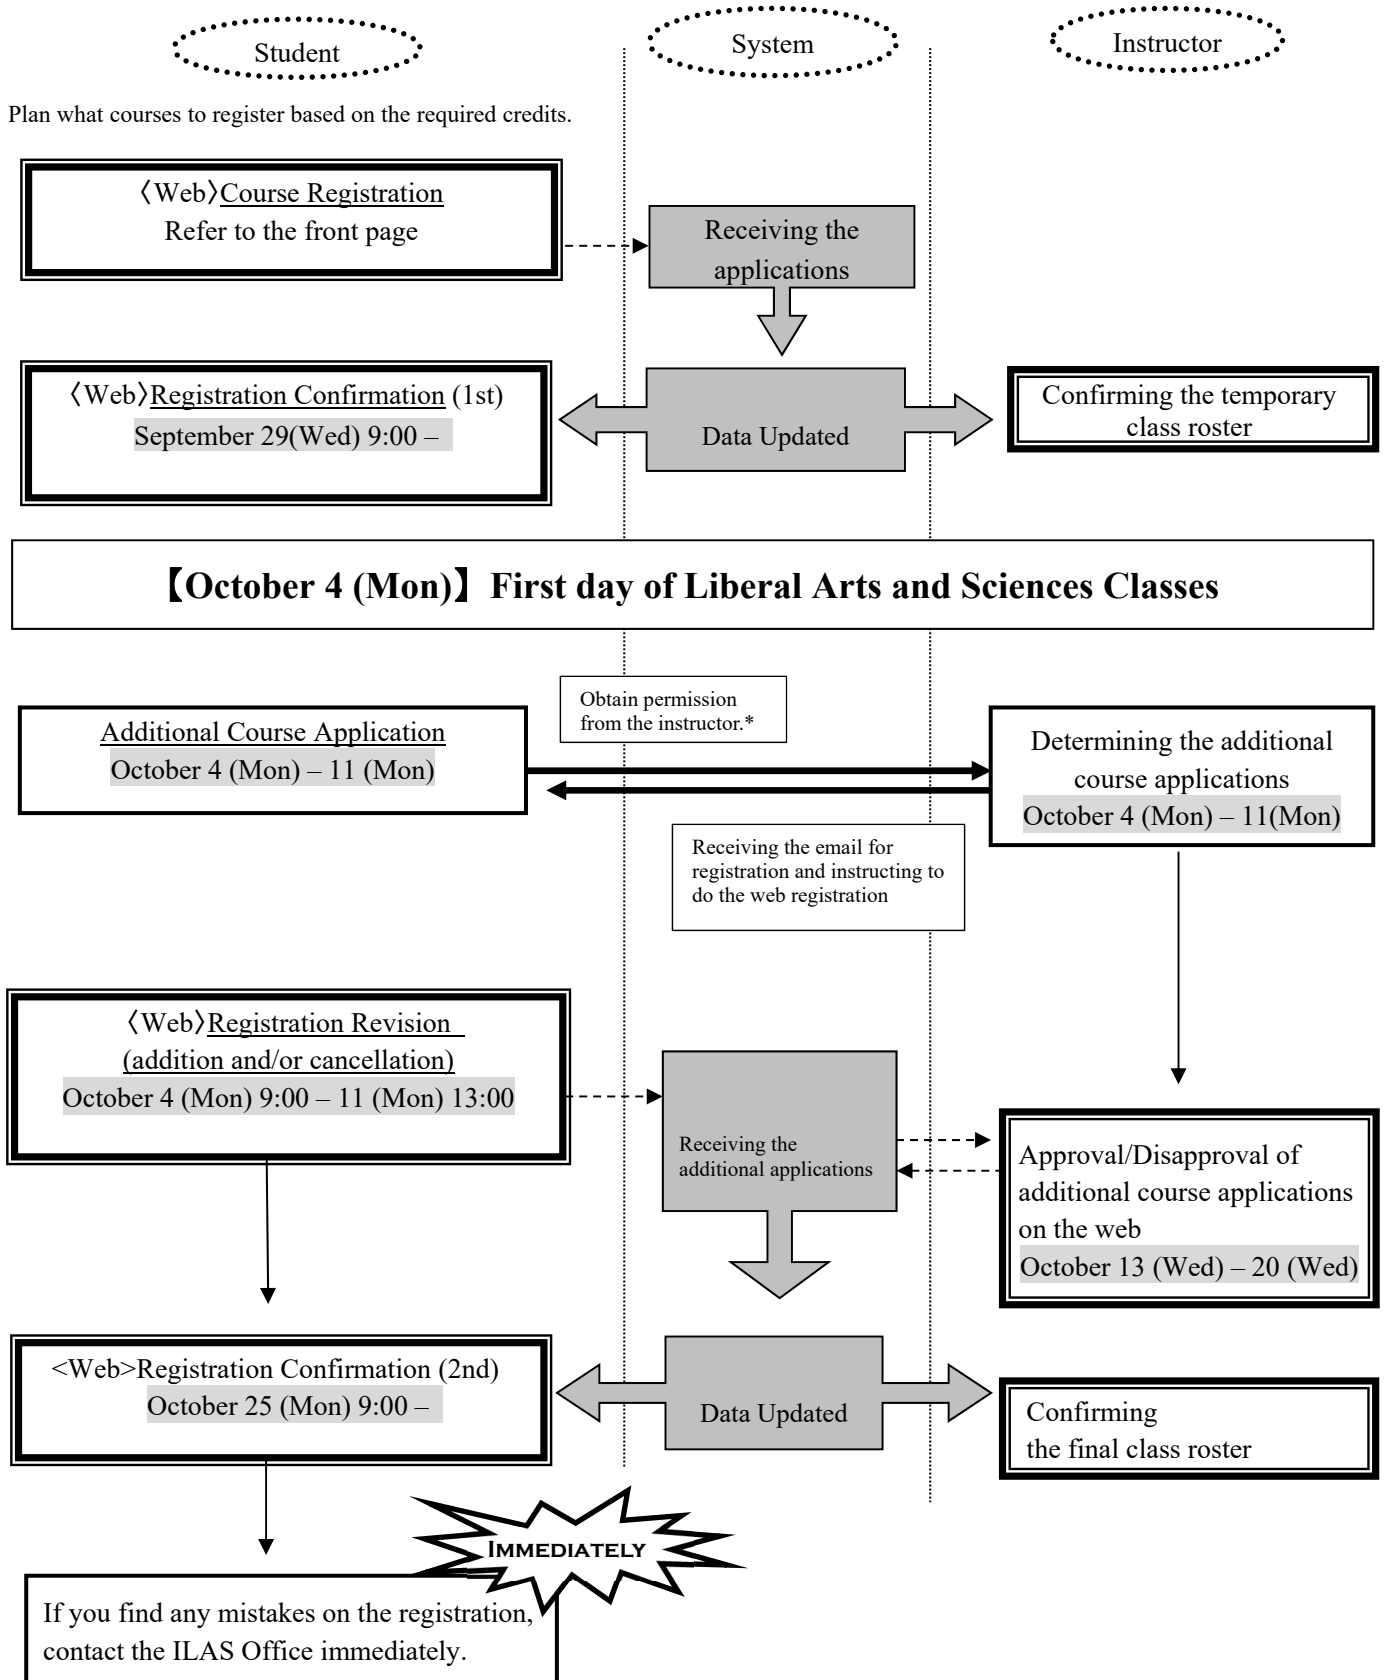 Student
System
Instructor
Plan what courses to register based on the required credits.
〈Web〉Course Registration
Refer to the front page
Receiving the
applications
〈Web〉Registration Confirmation (1st)
September 29(Wed) 9:00 –
Data Updated
Confirming the temporary
class roster
【October 4 (Mon)】 First day of Liberal Arts and Sciences Classes
Obtain permission
from the instructor.*
Additional Course Application
October 4 (Mon) – 11 (Mon)
Determining the additional
course applications
October 4 (Mon) – 11(Mon)
Receiving the email for
registration and instructing to
do the web registration
〈Web〉Registration Revision
(addition and/or cancellation)
October 4 (Mon) 9:00 – 11 (Mon) 13:00
Receiving the
additional applications
Approval/Disapproval of
additional course applications
on the web
October 13 (Wed) – 20 (Wed)
<Web>Registration Confirmation (2nd)
October 25 (Mon) 9:00 –
Data Updated
Confirming
the final class roster
IMMEDIATELY
If you find any mistakes on the registration,
contact the ILAS Office immediately.